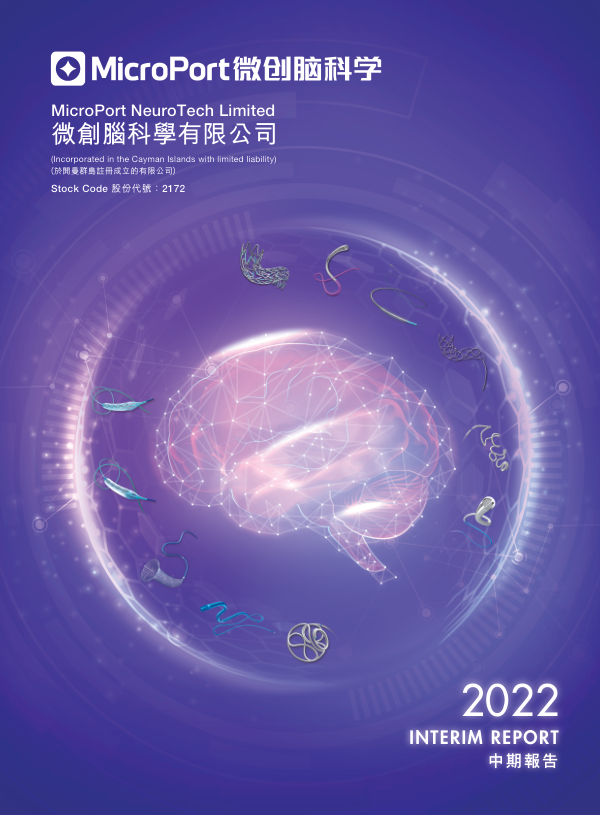 MicroPort微创脑科学
MicroPort NeuroTech Limited
微創腦科學有限公司
(Incorporated in the Cayman Islands with limited liability)
(於開曼群島註冊成立的有限公司)
Stock Code 股份代號：2172
2022
INTERIM REPORT
中期報告